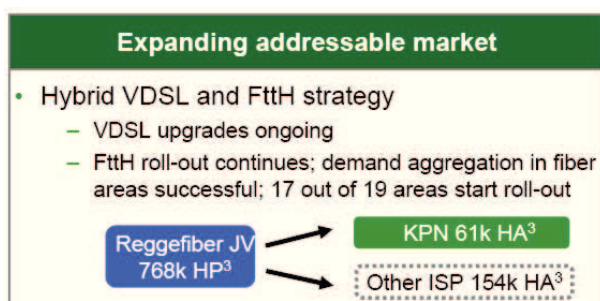 Expanding addressable market
• Hybrid VDSL and FttH strategy
– VDSL upgrades ongoing
– FttH roll-out continues; demand aggregation in fiber
areas successful; 17 out of 19 areas start roll-out
Reggefiber JV
768k HP³
KPN 61k HA³
Other ISP 154k HA³